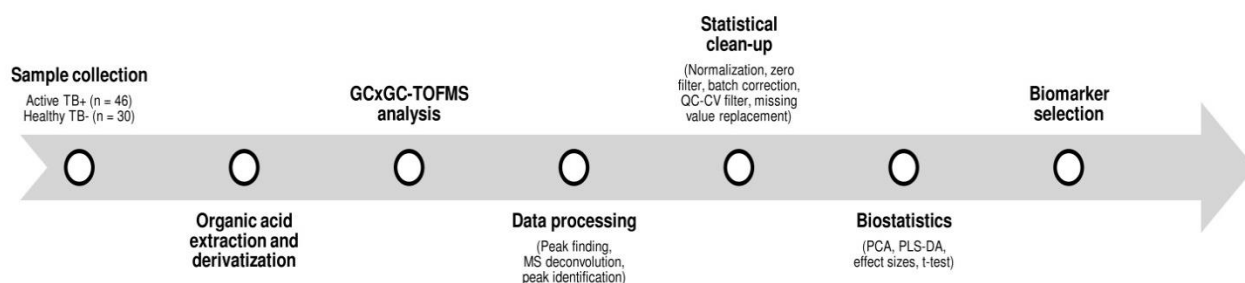 Sample collection
Active TB+ (n = 46)
Healthy TB- (n = 30)
Organic acid
extraction and
derivatization
GCxGC-TOFMS
analysis
Data processing
(Peak finding,
MS deconvolution,
peak identification)
Statistical
clean-up
(Normalization, zero
filter, batch correction,
QC-CV filter, missing
value replacement)
Biostatistics
(PCA, PLS-DA,
effect sizes, t-test)
Biomarker
selection